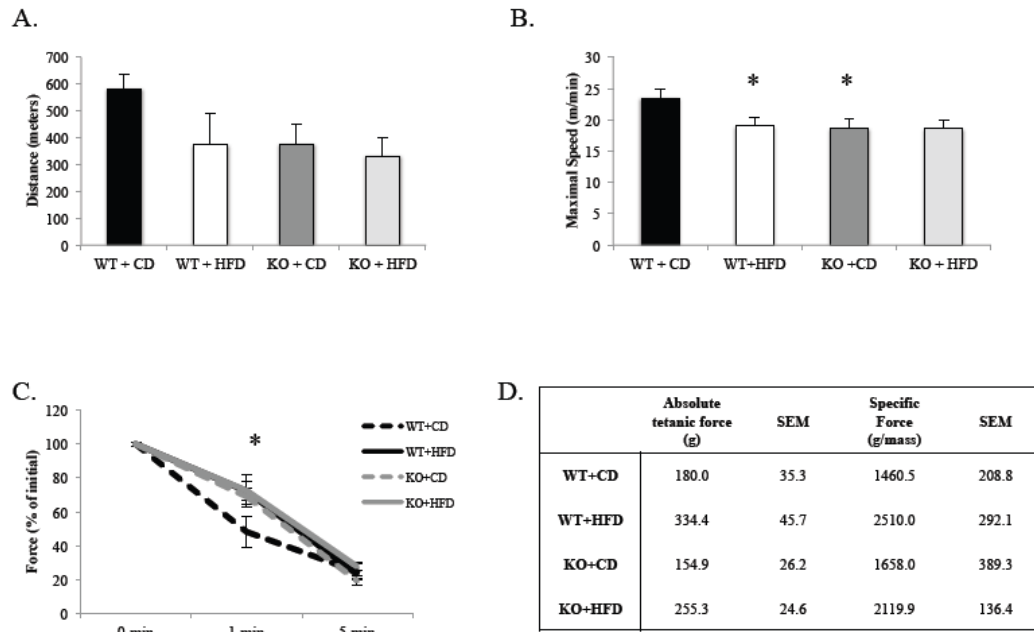 A.
Distance (meters)
700
600
500
400
300
200
100
0
WT + CD WT + HFD KO + CD KO + HFD
B.
Maximal Speed (m/min)
30
25
20
15
10
5
0
* *
WT + CD WT+HFD KO +CD KO + HFD
C.
Force (% of initial)
120
100
80
60
40
20
0
*
WT+CD
WT+HFD
KO+CD
KO+HFD
0 min 1 min 5 min
D.
Absolute tetanic force (g) SEM Specific Force (g/mass) SEM
WT+CD 180.0 35.3 1460.5 208.8
WT+HFD 334.4 45.7 2510.0 292.1
KO+CD 154.9 26.2 1658.0 389.3
KO+HFD 255.3 24.6 2119.9 136.4